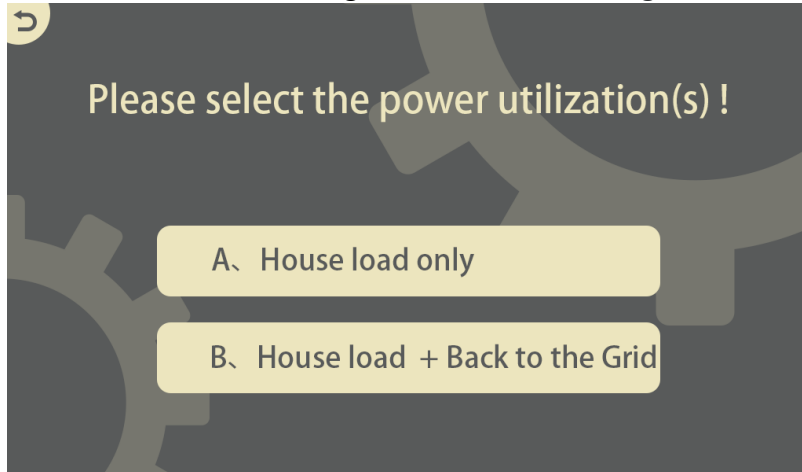 Please select the power utilization(s) !
A、House load only
B、House load + Back to the Grid